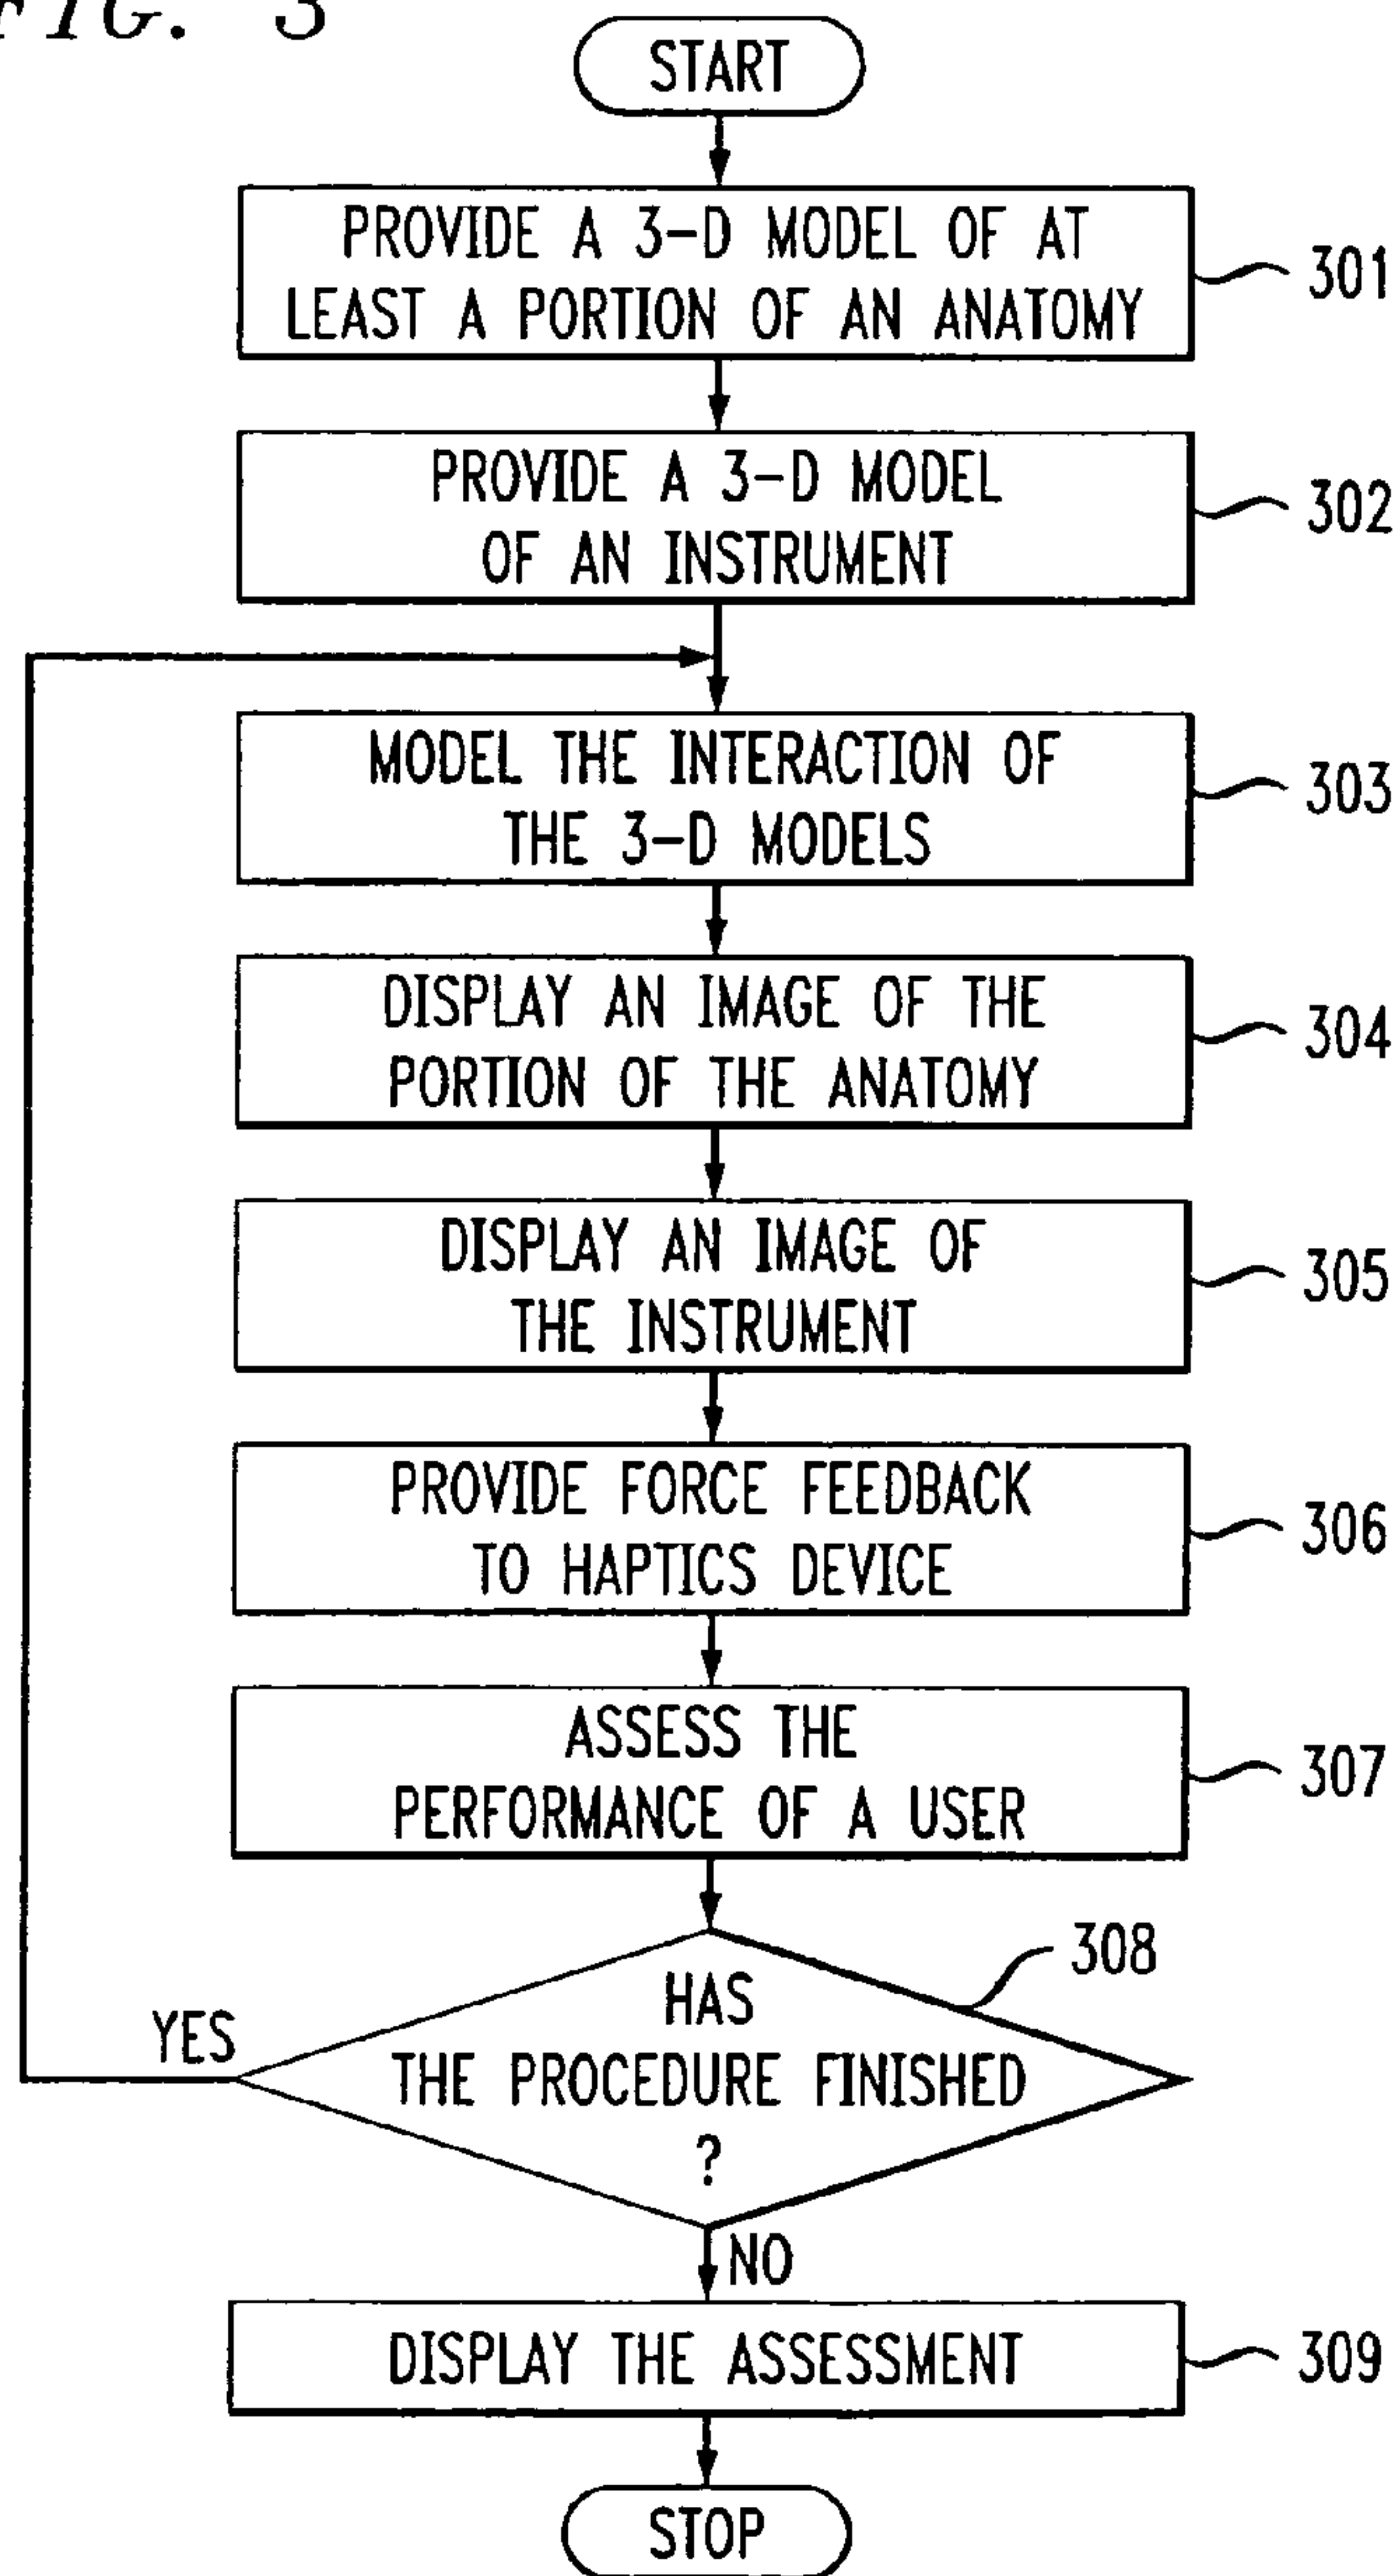 FIG. 3
START
PROVIDE A 3-D MODEL OF AT
LEAST A PORTION OF AN ANATOMY
301
PROVIDE A 3-D MODEL
OF AN INSTRUMENT
302
MODEL THE INTERACTION OF
THE 3-D MODELS
303
DISPLAY AN IMAGE OF THE
PORTION OF THE ANATOMY
304
DISPLAY AN IMAGE OF
THE INSTRUMENT
305
PROVIDE FORCE FEEDBACK
TO HAPTICS DEVICE
306
ASSESS THE
PERFORMANCE OF A USER
307
308
HAS
THE PROCEDURE FINISHED
?
YES
NO
DISPLAY THE ASSESSMENT
309
STOP